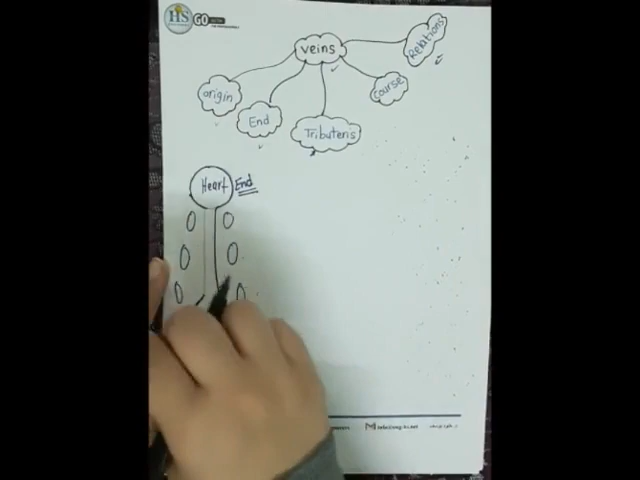 HS
GO
veins
Relations
origin
End
Tributeris
Course
Heart End